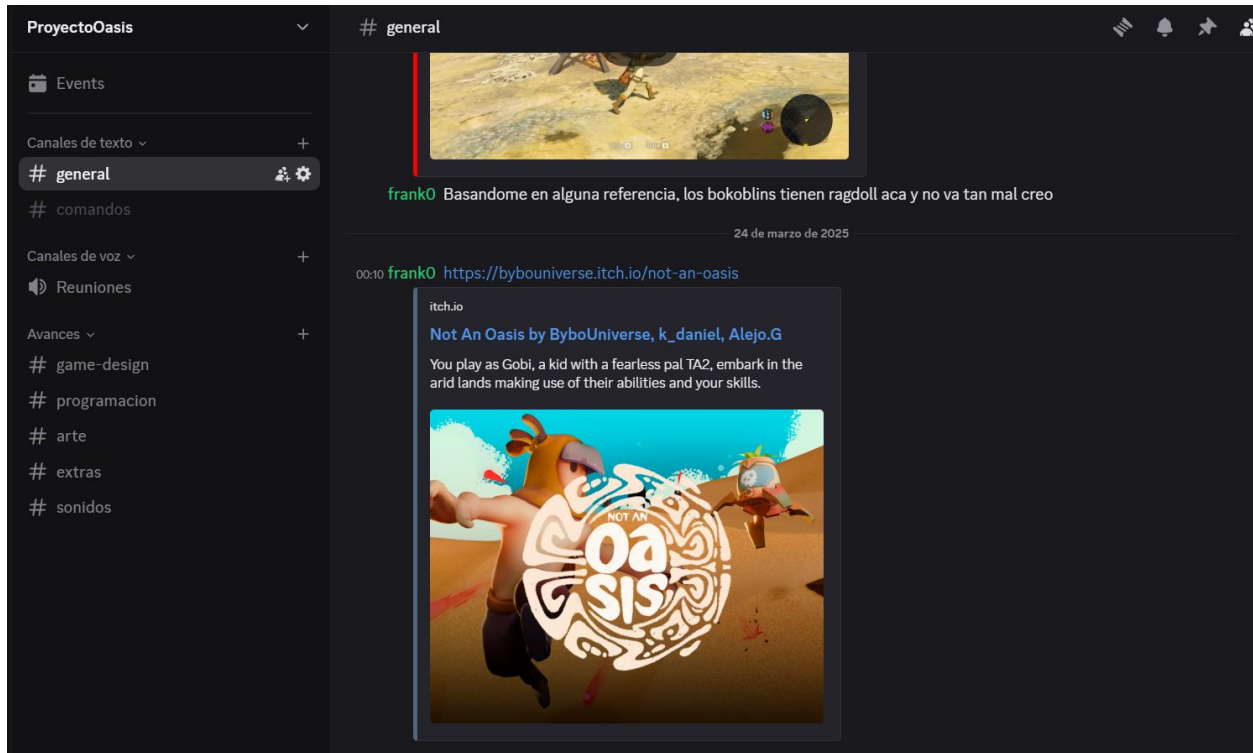 ProyectoOasis
Events
Canales de texto
# general
# comandos
Canales de voz
Reuniones
Avances
# game-design
# programacion
# arte
# extras
# sonidos
# general
frank0 Basandome en alguna referencia, los bokoblins tienen ragdoll aca y no va tan mal creo
24 de marzo de 2025
00:10 frank0 https://bybouniverse.itch.io/not-an-oasis
itch.io
Not An Oasis by ByboUniverse, k_daniel, Alejo.G
You play as Gobi, a kid with a fearless pal TA2, embark in the
arid lands making use of their abilities and your skills.
NOT AN
OASIS